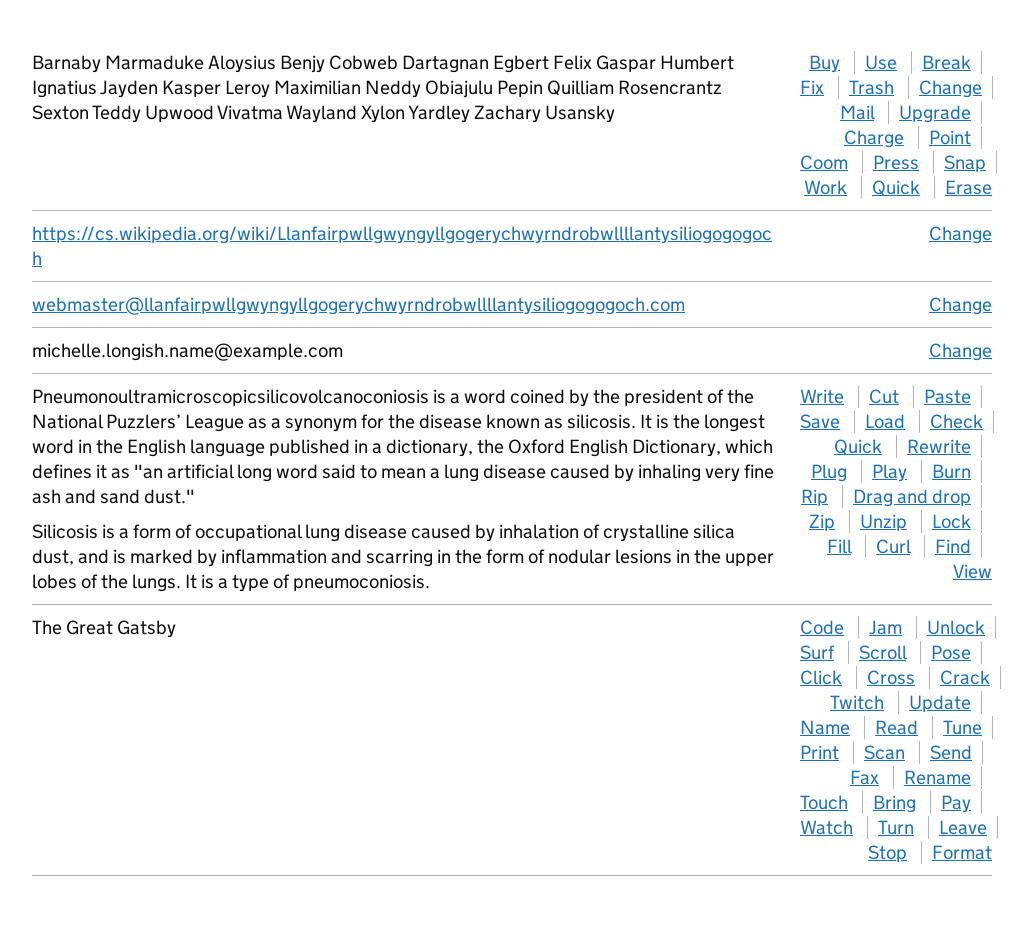 Barnaby Marmaduke Aloysius Benjy Cobweb Dartagnan Egbert Felix Gaspar Humbert
Ignatius Jayden Kasper Leroy Maximilian Neddy Obiajulu Pepin Quilliam Rosencrantz
Sexton Teddy Upwood Vivatma Wayland Xylon Yardley Zachary Usansky
Buy Use Break
Fix Trash Change
Mail Upgrade
Charge Point
Coom Press Snap
Work Quick Erase
https://cs.wikipedia.org/wiki/Llanfairpwllgwyngyllgogerychwyrndrobwllllantysiliogogogoc
h
Change
webmaster@llanfairpwllgwyngyllgogerychwyrndrobwllllantysiliogogogoch.com
Change
michelle.longish.name@example.com
Change
Pneumonoultramicroscopicsilicovolcanoconiosis is a word coined by the president of the
National Puzzlers’ League as a synonym for the disease known as silicosis. It is the longest
word in the English language published in a dictionary, the Oxford English Dictionary, which
defines it as "an artificial long word said to mean a lung disease caused by inhaling very fine
ash and sand dust."
Silicosis is a form of occupational lung disease caused by inhalation of crystalline silica
dust, and is marked by inflammation and scarring in the form of nodular lesions in the upper
lobes of the lungs. It is a type of pneumoconiosis.
Write Cut Paste
Save Load Check
Quick Rewrite
Plug Play Burn
Rip Drag and drop
Zip Unzip Lock
Fill Curl Find
View
The Great Gatsby
Code Jam Unlock
Surf Scroll Pose
Click Cross Crack
Twitch Update
Name Read Tune
Print Scan Send
Fax Rename
Touch Bring Pay
Watch Turn Leave
Stop Format